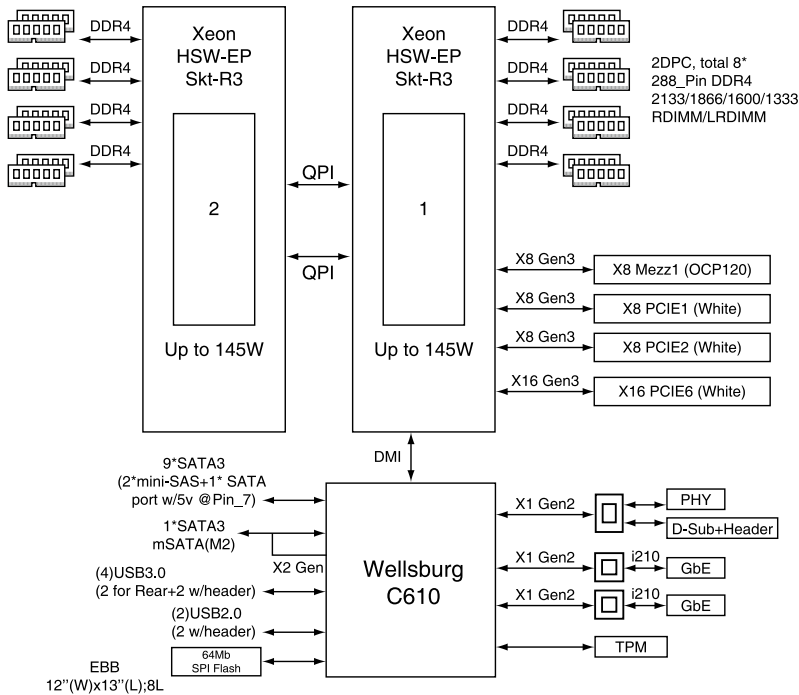 DDR4
DDR4
DDR4
DDR4
Xeon
HSW-EP
Skt-R3
2
Up to 145W
QPI
QPI
Xeon
HSW-EP
Skt-R3
1
Up to 145W
DDR4
DDR4
DDR4
DDR4
2DPC, total 8*
288_Pin DDR4
2133/1866/1600/1333
RDIMM/LRDIMM
X8 Gen3
X8 Mezz1 (OCP120)
X8 Gen3
X8 PCIE1 (White)
X8 Gen3
X8 PCIE2 (White)
X16 Gen3
X16 PCIE6 (White)
DMI
9*SATA3
(2*mini-SAS+1* SATA
port w/5v @Pin_7)
1*SATA3
mSATA(M2)
X2 Gen
(4)USB3.0
(2 for Rear+2 w/header)
(2)USB2.0
(2 w/header)
64Mb
SPI Flash
EBB
12’’(W)x13’’(L);8L
Wellsburg
C610
X1 Gen2
PHY
D-Sub+Header
X1 Gen2
i210
GbE
X1 Gen2
i210
GbE
TPM